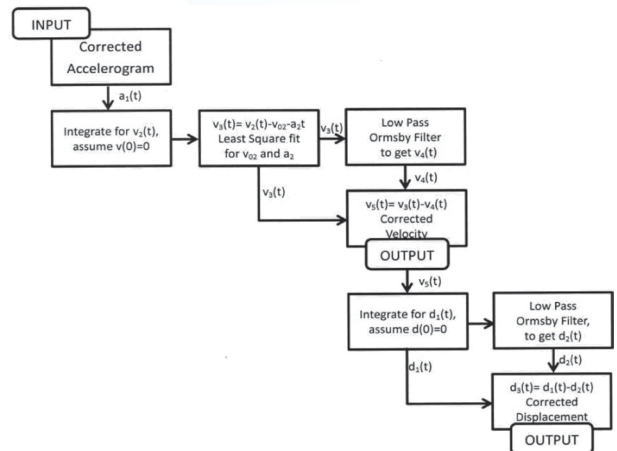 INPUT
Corrected
Accelerogram
a₁(t)
Integrate for v₂(t),
assume v(0)=0
v₃(t)= v₂(t)-v₀₂-a₂t
Least Square fit
for v₀₂ and a₂
v₃(t)
Low Pass
Ormsby Filter
to get v₄(t)
v₃(t)
v₄(t)
v₅(t)= v₃(t)-v₄(t)
Corrected
Velocity
OUTPUT
v₅(t)
Integrate for d₁(t),
assume d(0)=0
Low Pass
Ormsby Filter,
to get d₂(t)
d₁(t)
d₂(t)
d₃(t)= d₁(t)-d₂(t)
Corrected
Displacement
OUTPUT